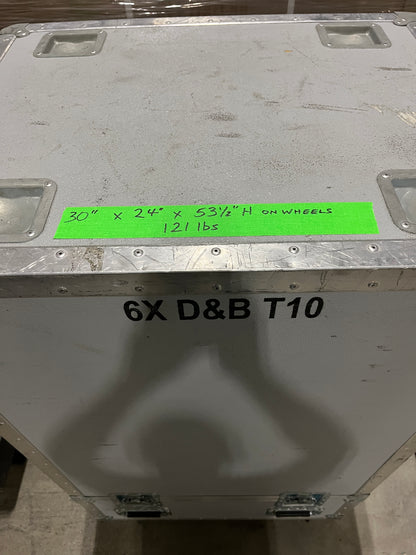 30" x 24" x 53½" H ON WHEELS
121 lbs
6X D&B T10